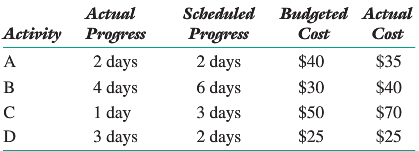 Actual Scheduled Budgeted Actual
Activity Progress Progress Cost Cost
A 2 days 2 days $40 $35
B 4 days 6 days $30 $40
C 1 day 3 days $50 $70
D 3 days 2 days $25 $25